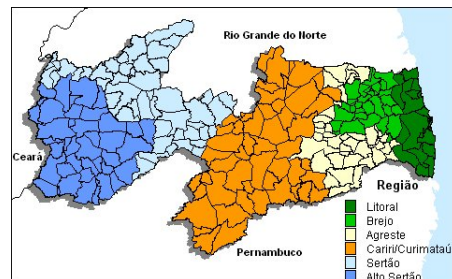 Rio Grande do Norte
Ceará
Pernambuco
Região
Litoral
Brejo
Agreste
Cariri/Curimataú
Sertão
Alto Sertão